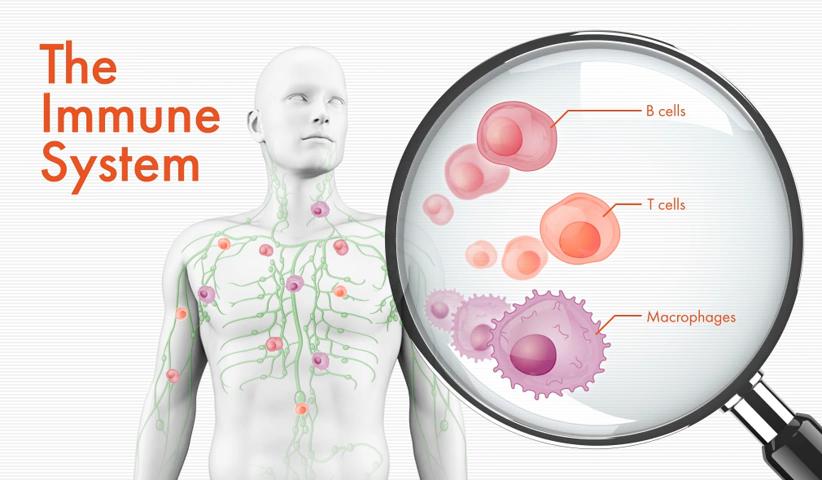 The
Immune
System
B cells
T cells
Macrophages